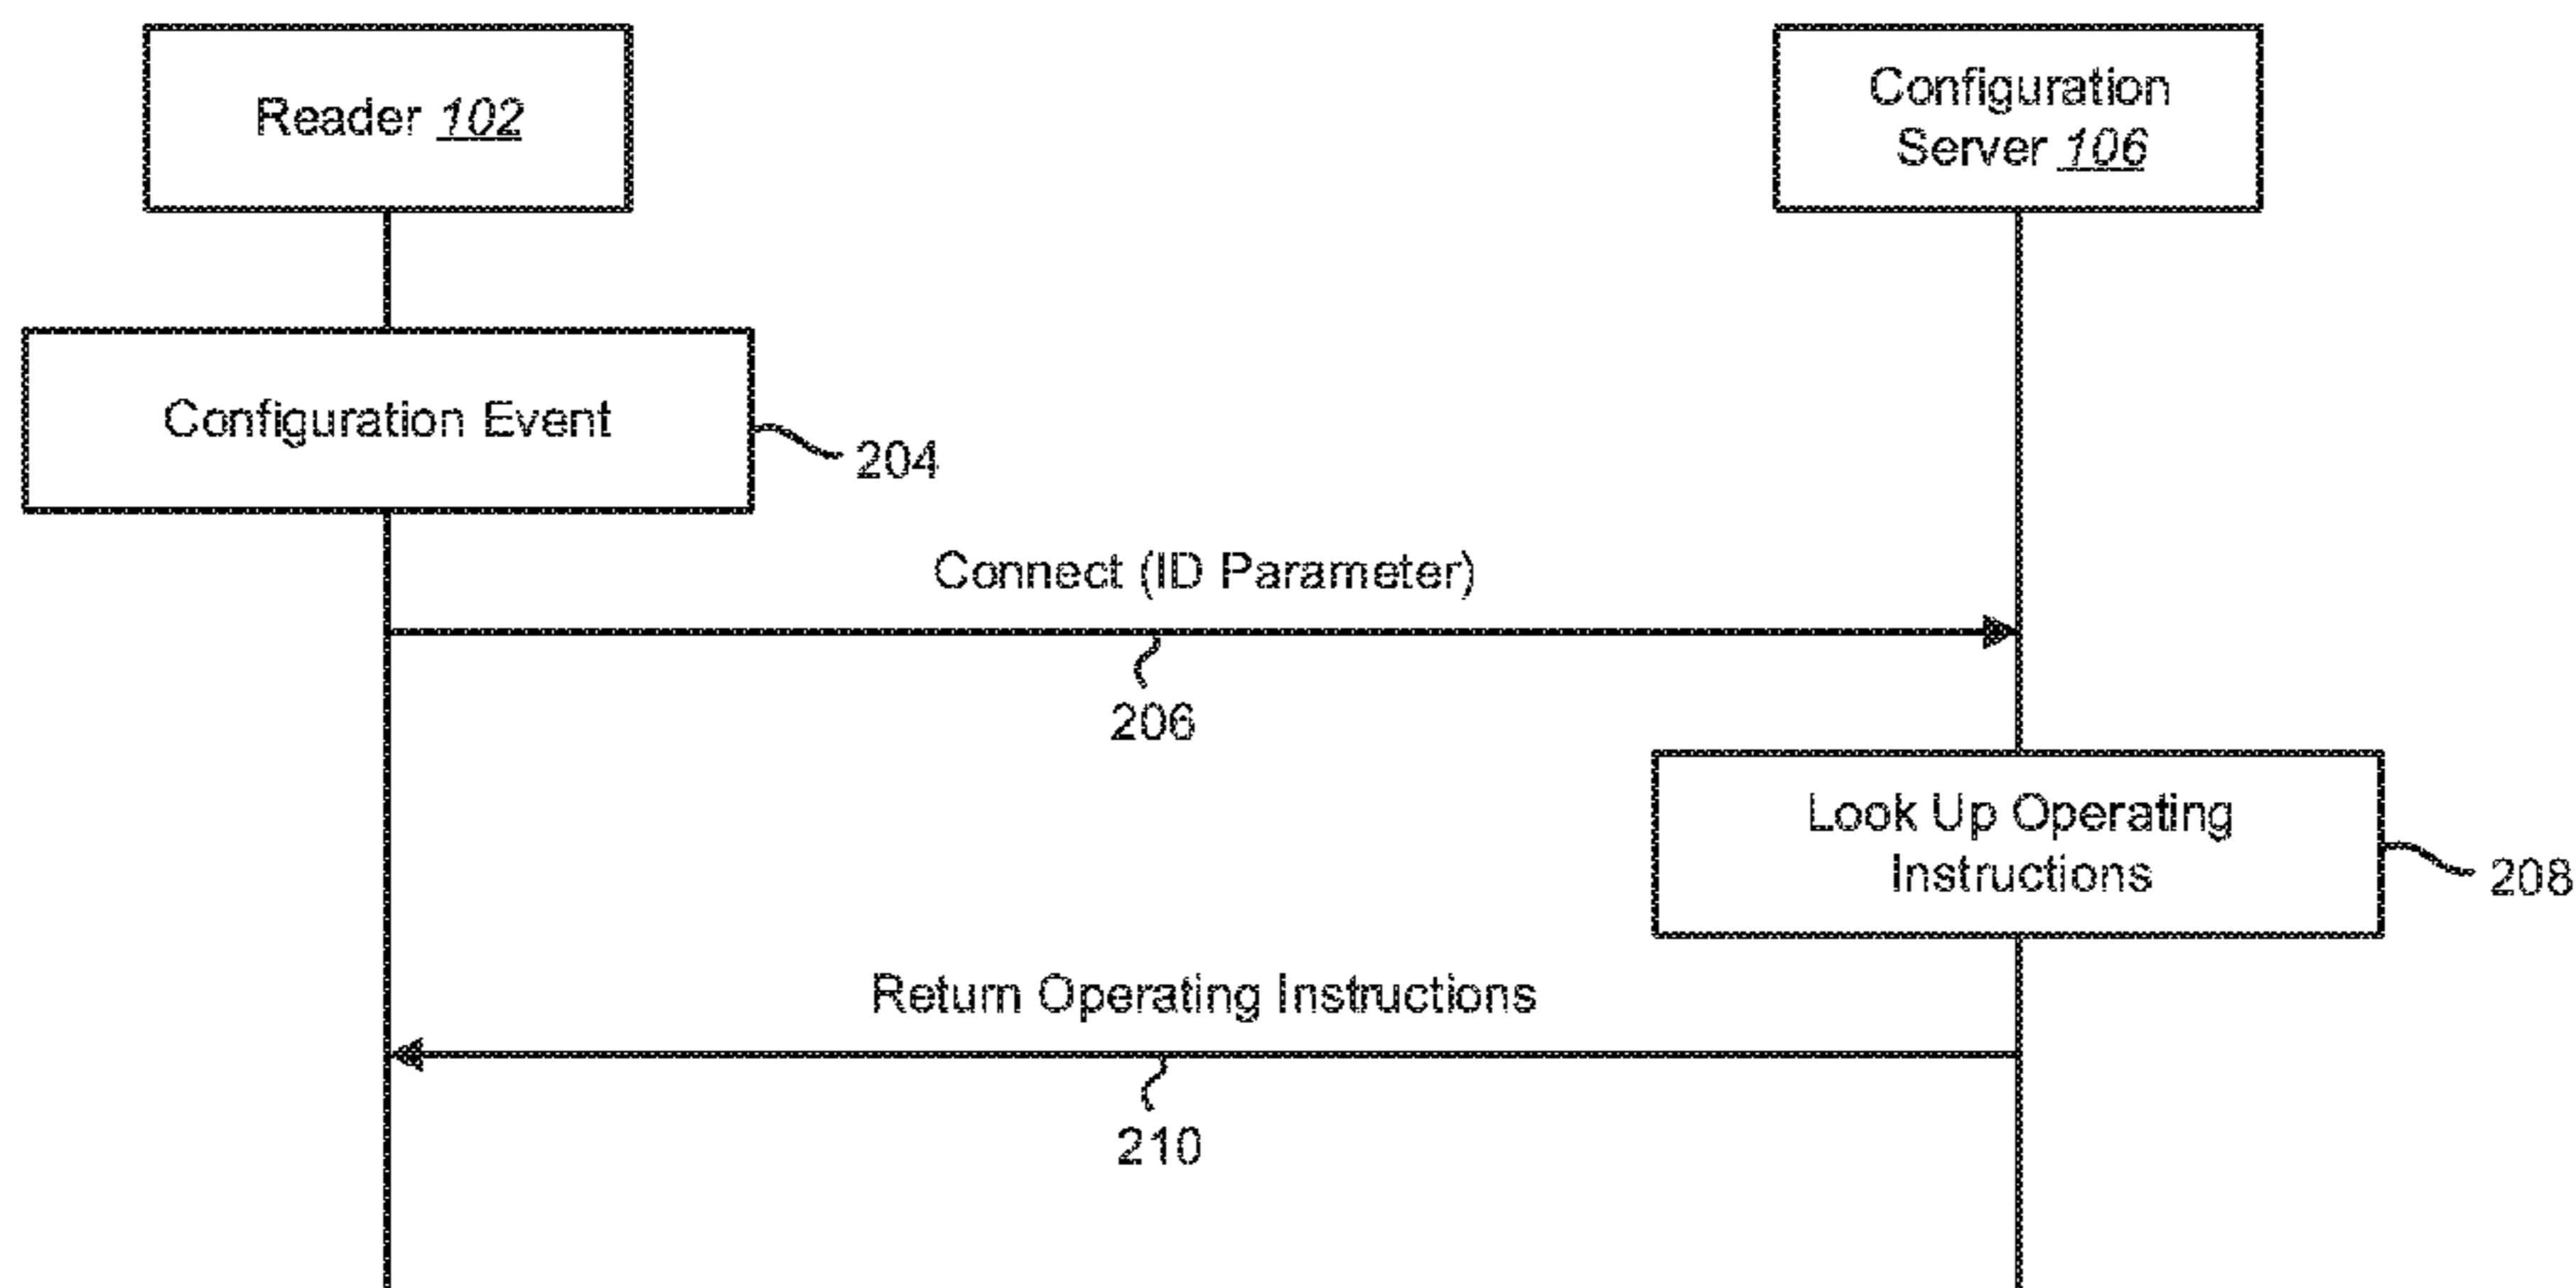 Reader 102
Configuration
Server 106
Configuration Event
204
Connect (ID Parameter)
206
Look Up Operating
Instructions
208
Return Operating Instructions
210